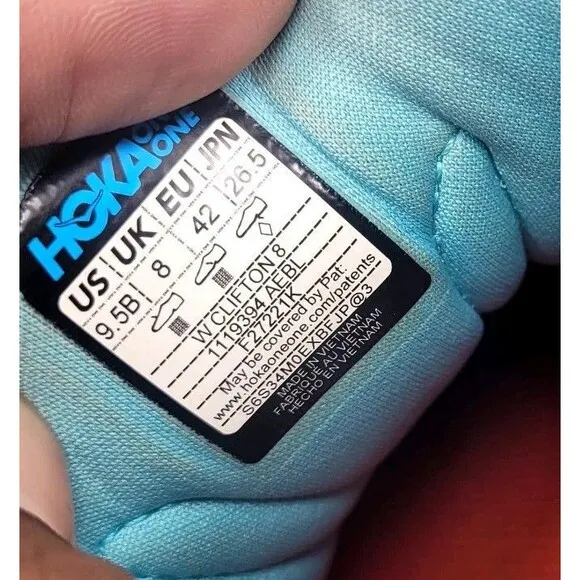 HOKA ONE ONE
US UK EU JPN
9.5B 8 42 26.5
W CLIFTON 8
1119394 AEBL
F27221K
May be covered by Pat:
www.hokaoneone.com/patents
S6S34M0EXBF JP@3
MADE IN VIETNAM
FABRIQUE AU VIETNAM
HECHO EN VIETNAM